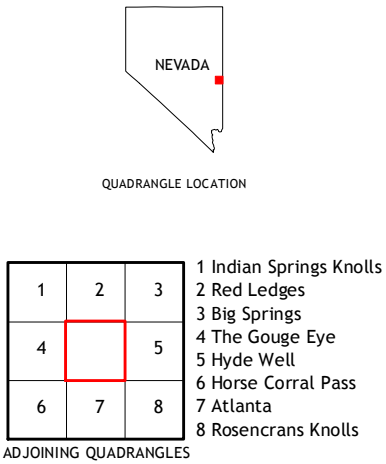 NEVADA
QUADRANGLE LOCATION
1 2 3
4 5
6 7 8
1 Indian Springs Knolls
2 Red Ledges
3 Big Springs
4 The Gouge Eye
5 Hyde Well
6 Horse Corral Pass
7 Atlanta
8 Rosencrans Knolls
ADJOINING QUADRANGLES